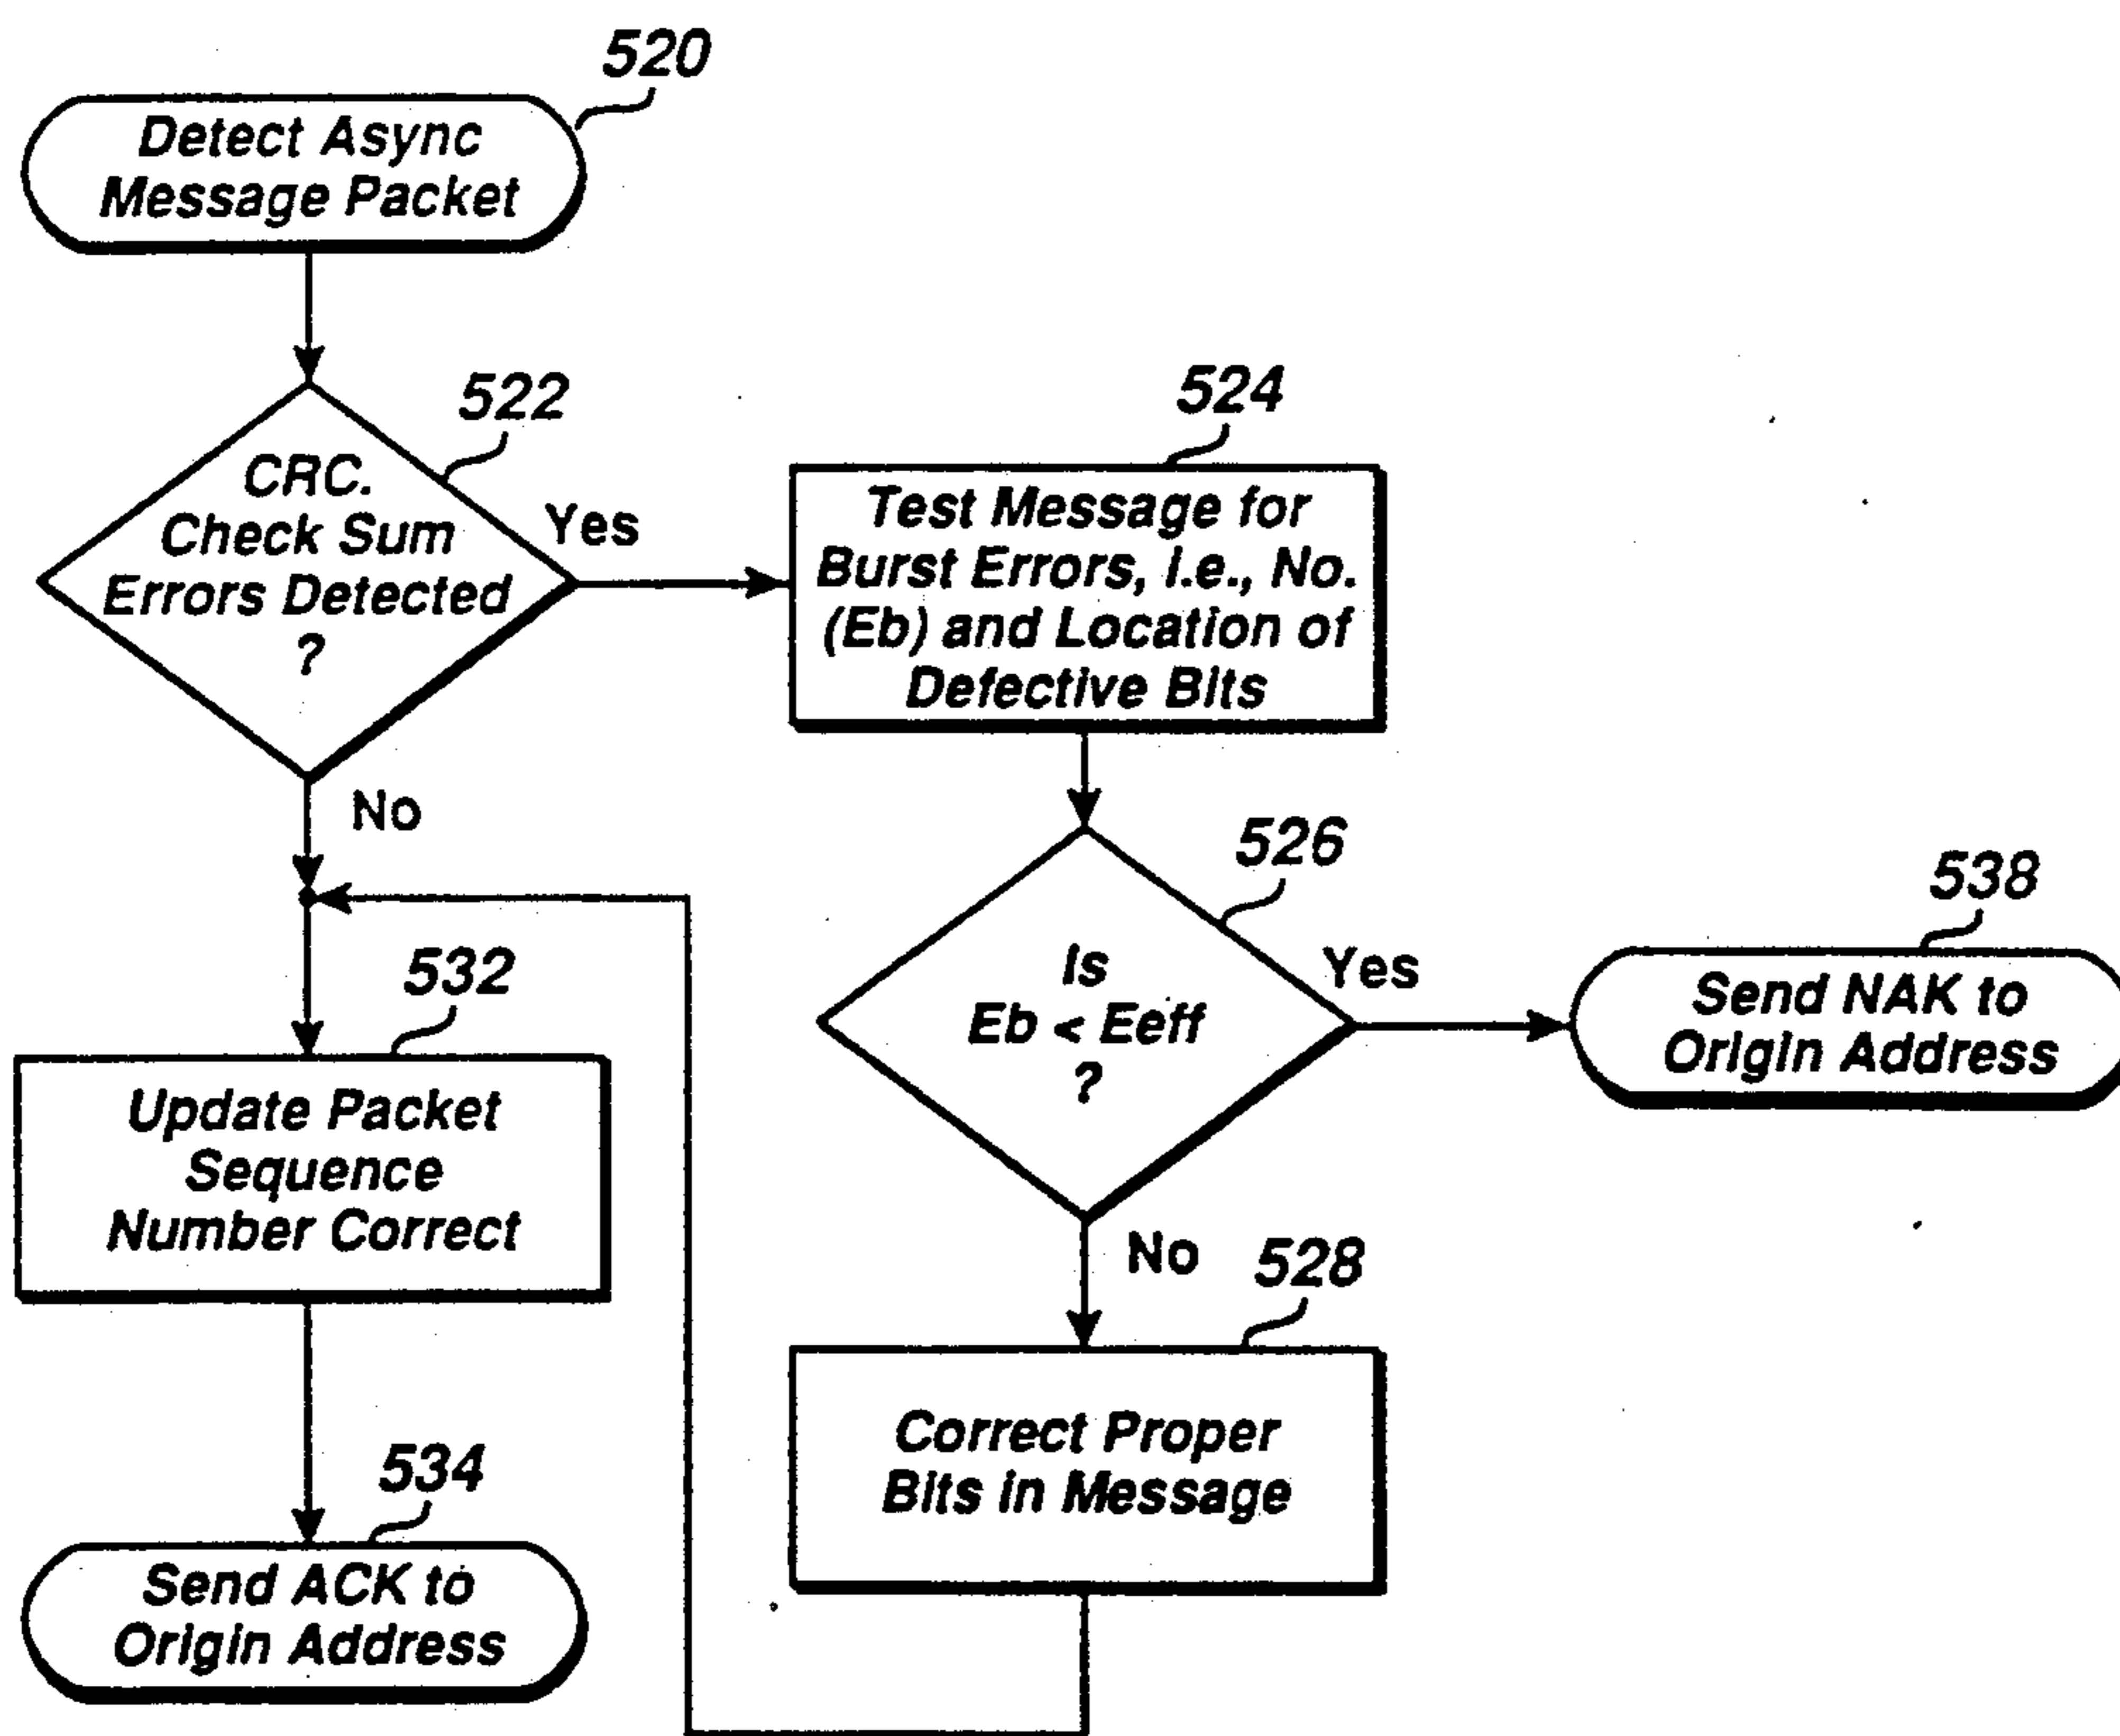 520
Detect Async
Message Packet
522
CRC.
Check Sum
Errors Detected
?
Yes
No
524
Test Message for
Burst Errors, I.e., No.
(Eb) and Location of
Defective Bits
526
Is
Eb < Eeff
?
Yes
No
538
Send NAK to
Origin Address
528
Correct Proper
Bits in Message
532
Update Packet
Sequence
Number Correct
534
Send ACK to
Origin Address